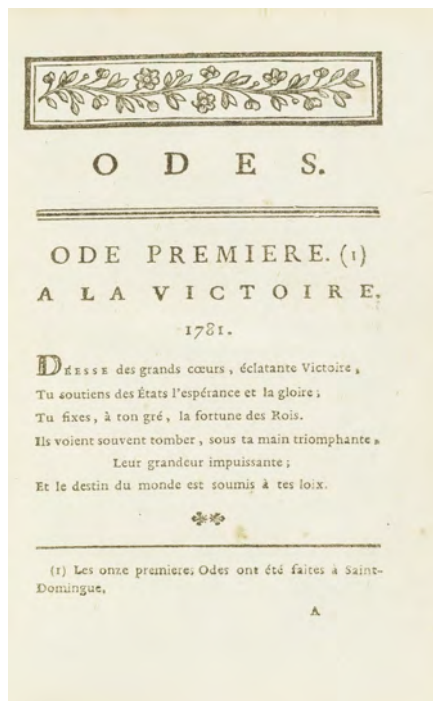 ODES.
ODE PREMIERE. (1)
A LA VICTOIRE.
1781.
DÉESSE des grands cœurs, éclatante Victoire,
Tu soutiens des États l'espérance et la gloire ;
Tu fixes, à ton gré, la fortune des Rois.
Ils voient souvent tomber, sous ta main triomphante,
Leur grandeur impuissante ;
Et le destin du monde est soumis à tes loix.
(1) Les onze premieres Odes ont été faites à Saint-
Domingue,
A